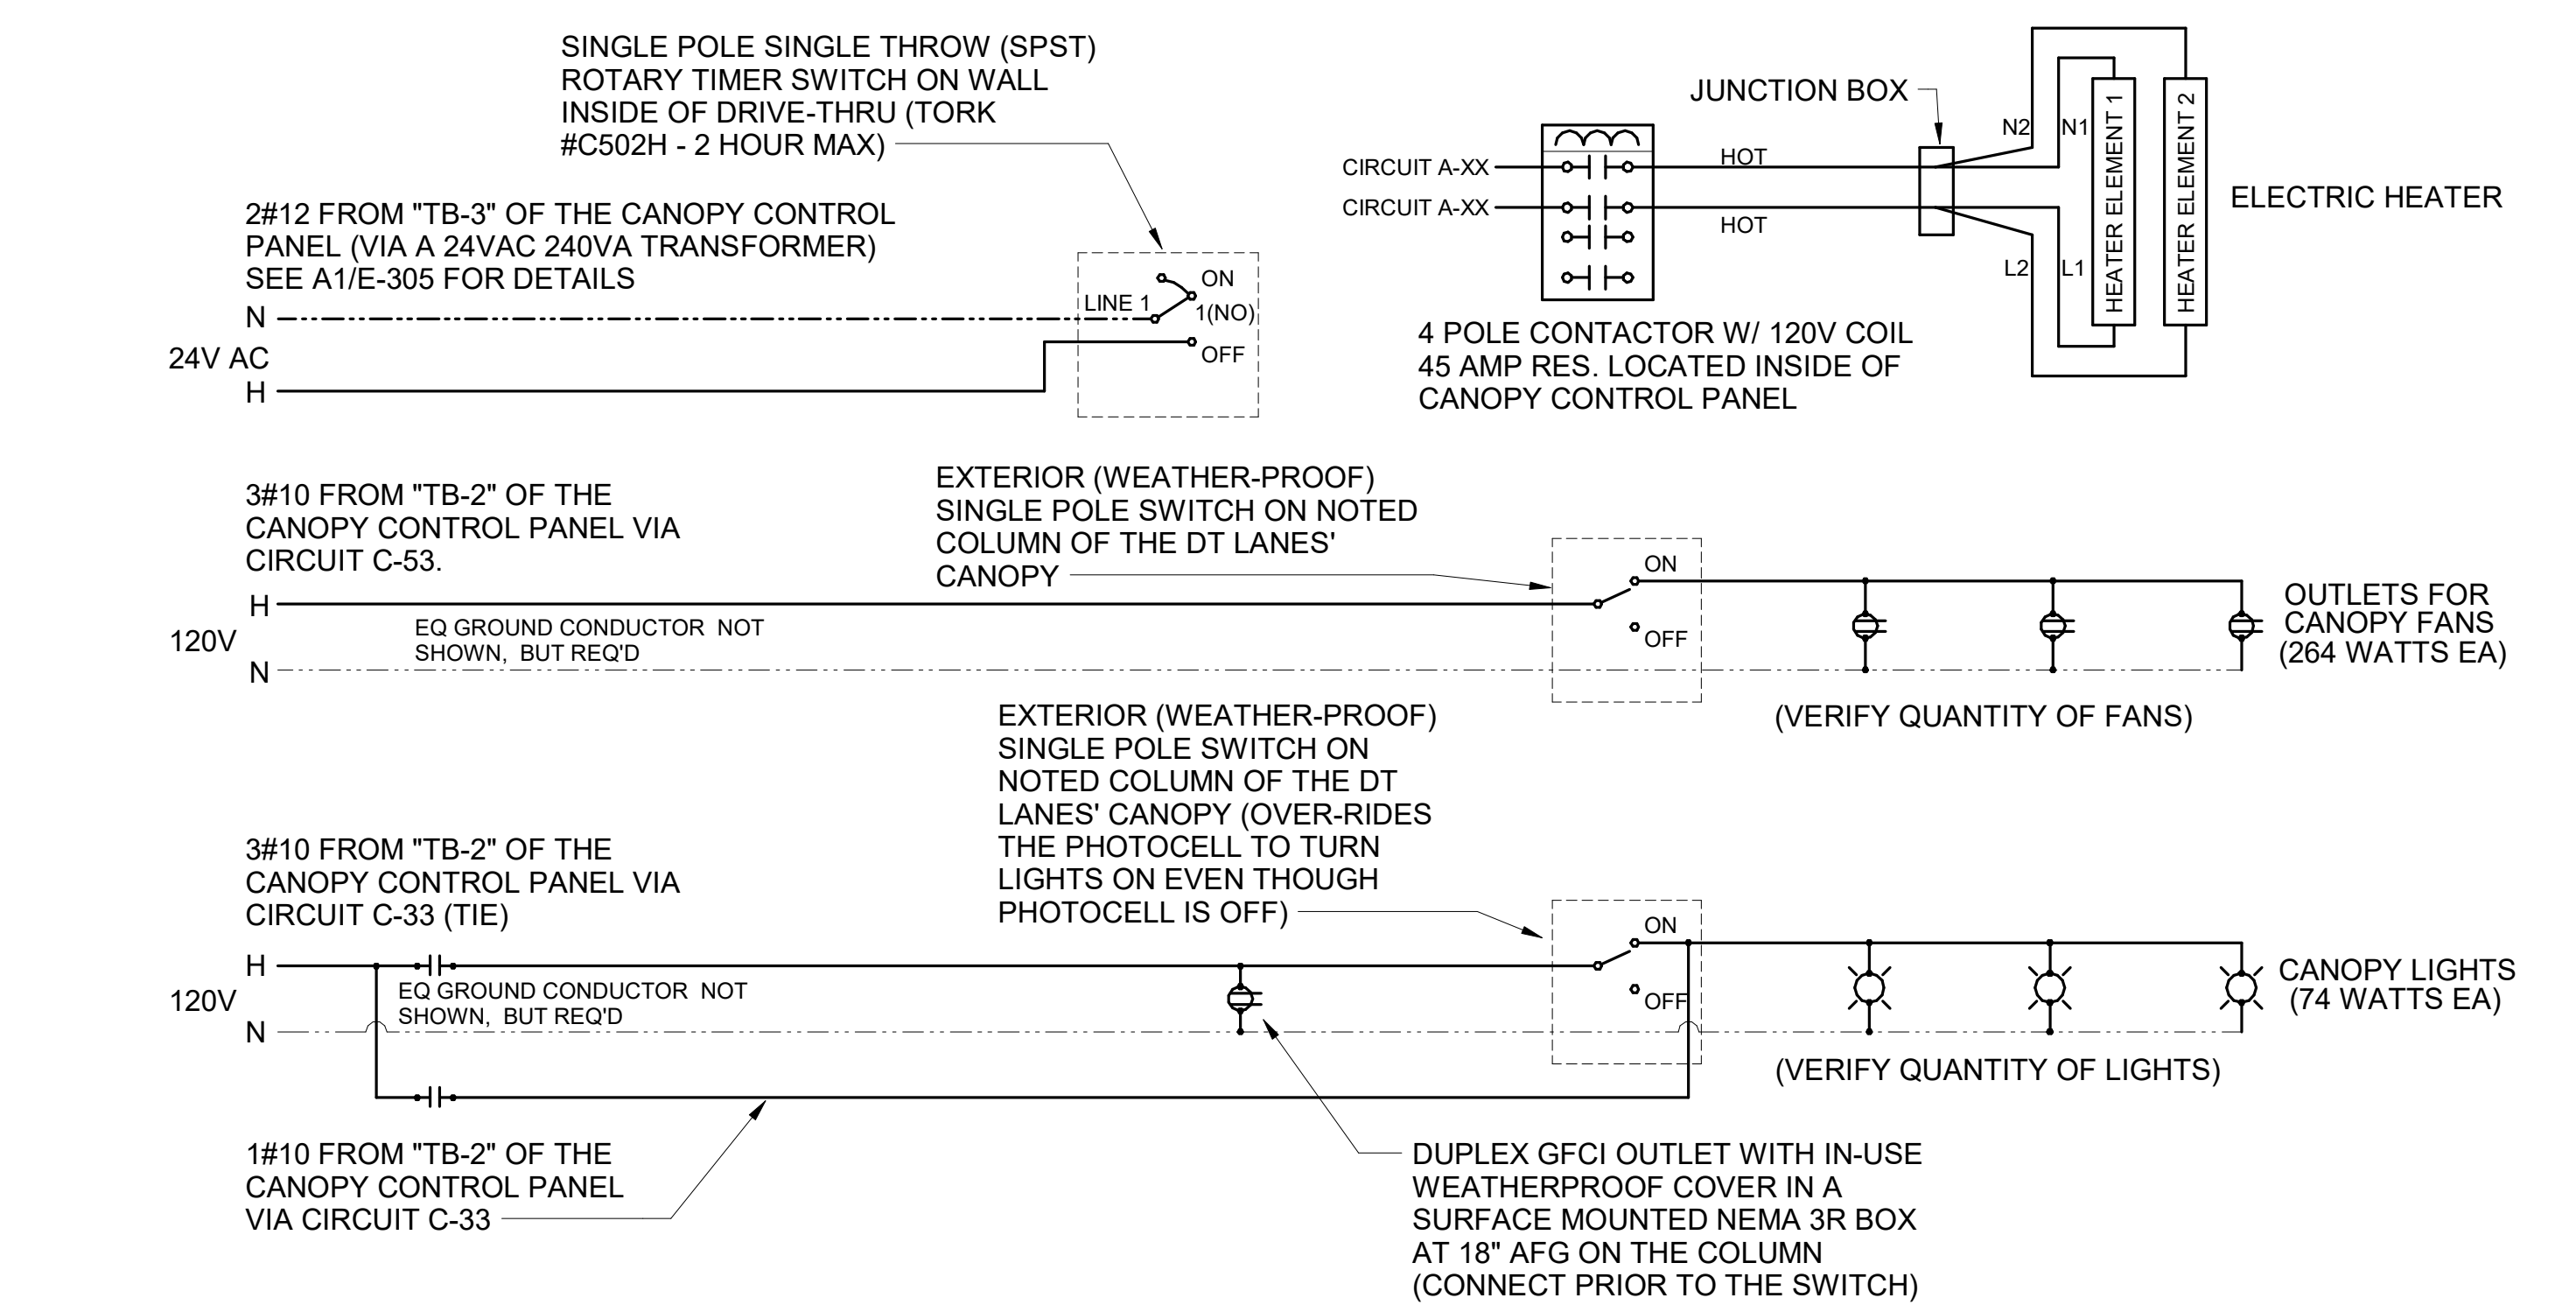 SINGLE POLE SINGLE THROW (SPST)
ROTARY TIMER SWITCH ON WALL
INSIDE OF DRIVE-THRU (TORK
#C502H - 2 HOUR MAX)
2#12 FROM "TB-3" OF THE CANOPY CONTROL
PANEL (VIA A 24VAC 240VA TRANSFORMER)
SEE A1/E-305 FOR DETAILS
N
24V AC
H
LINE 1
ON
1(NO)
OFF
JUNCTION BOX
CIRCUIT A-XX
CIRCUIT A-XX
HOT
HOT
N2
N1
L2
L1
HEATER ELEMENT 1
HEATER ELEMENT 2
ELECTRIC HEATER
4 POLE CONTACTOR W/ 120V COIL
45 AMP RES. LOCATED INSIDE OF
CANOPY CONTROL PANEL
3#10 FROM "TB-2" OF THE
CANOPY CONTROL PANEL VIA
CIRCUIT C-53.
H
120V
N
EQ GROUND CONDUCTOR NOT
SHOWN, BUT REQ'D
EXTERIOR (WEATHER-PROOF)
SINGLE POLE SWITCH ON NOTED
COLUMN OF THE DT LANES'
CANOPY
ON
OFF
OUTLETS FOR
CANOPY FANS
(264 WATTS EA)
(VERIFY QUANTITY OF FANS)
EXTERIOR (WEATHER-PROOF)
SINGLE POLE SWITCH ON
NOTED COLUMN OF THE DT
LANES' CANOPY (OVER-RIDES
THE PHOTOCELL TO TURN
LIGHTS ON EVEN THOUGH
PHOTOCELL IS OFF)
3#10 FROM "TB-2" OF THE
CANOPY CONTROL PANEL VIA
CIRCUIT C-33 (TIE)
H
120V
N
EQ GROUND CONDUCTOR NOT
SHOWN, BUT REQ'D
ON
OFF
CANOPY LIGHTS
(74 WATTS EA)
(VERIFY QUANTITY OF LIGHTS)
1#10 FROM "TB-2" OF THE
CANOPY CONTROL PANEL
VIA CIRCUIT C-33
DUPLEX GFCI OUTLET WITH IN-USE
WEATHERPROOF COVER IN A
SURFACE MOUNTED NEMA 3R BOX
AT 18" AFG ON THE COLUMN
(CONNECT PRIOR TO THE SWITCH)